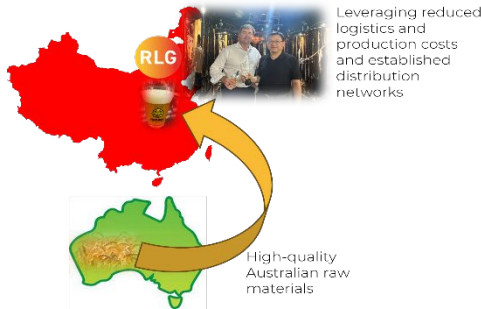 Leveraging reduced
logistics and
production costs
and established
distribution
networks
RLG
High-quality
Australian raw
materials